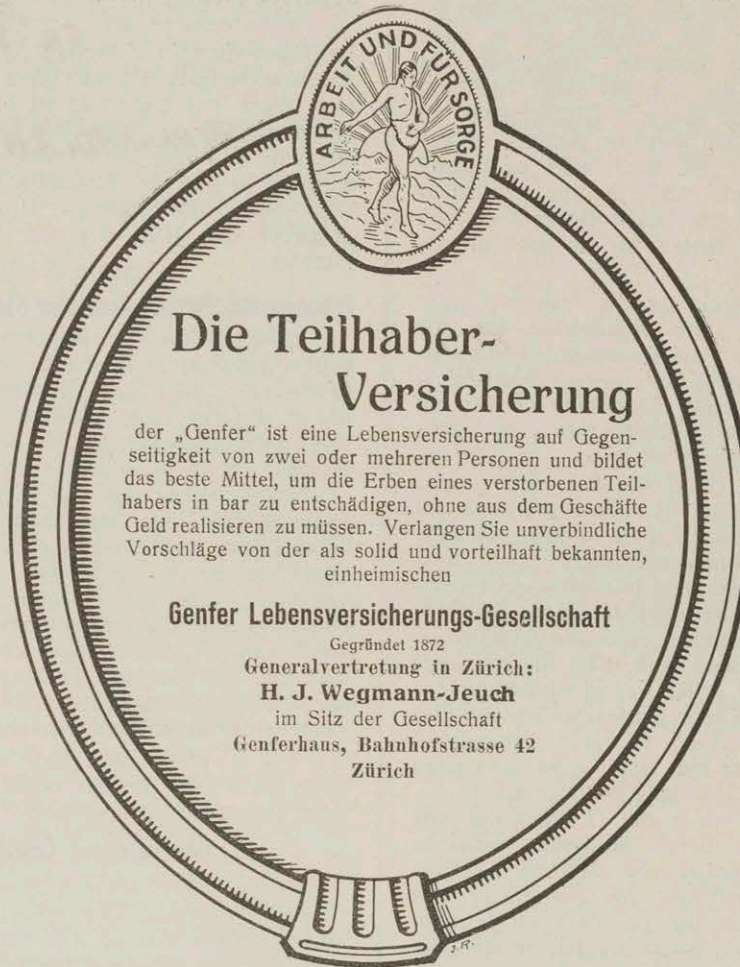 ARBEIT UND FÜRSORGE
Die Teilhaber-
Versicherung
der „Genfer“ ist eine Lebensversicherung auf Gegen-
seitigkeit von zwei oder mehreren Personen und bildet
das beste Mittel, um die Erben eines verstorbenen Teil-
habers in bar zu entschädigen, ohne aus dem Geschäfte
Geld realisieren zu müssen. Verlangen Sie unverbindliche
Vorschläge von der als solid und vorteilhaft bekannten,
einheimischen
Genfer Lebensversicherungs-Gesellschaft
Gegründet 1872
Generalvertretung in Zürich:
H. J. Wegmann-Jeuch
im Sitz der Gesellschaft
Genferhaus, Bahnhofstrasse 42
Zürich
J.R.